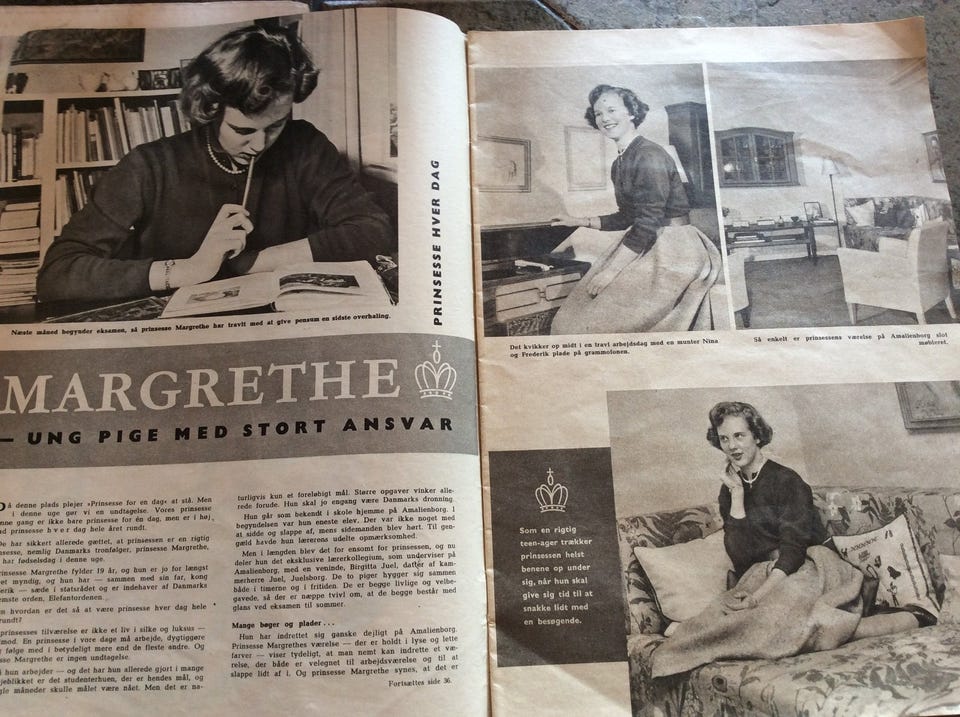 Næste måned begynder eksamen, så prinsesse Margrethe har travlt med at give pensum en sidste overhaling.
PRINSESSE HVER DAG
MARGRETHE
— UNG PIGE MED STORT ANSVAR
På denne plads plejer »Prinsesse for en dag« at stå. Men
i denne uge gør vi en undtagelse. Vores prinsesse
denne gang er ikke bare prinsesse for én dag, men er i høj
grad prinsesse hver dag hele året rundt.
De har sikkert allerede gættet, at prinsessen er en rigtig
prinsesse, nemlig Danmarks tronfølger, prinsesse Margrethe,
har fødselsdag i denne uge.
Prinsesse Margrethe fylder 19 år, og hun er jo for længst
myndig, og hun har — sammen med sin far, kong
Frederik — sæde i statsrådet og er indehaver af Danmarks
fornemste orden, Elefantordenen.
hvordan er det så at være prinsesse hver dag hele
rundt?
prinsesses tilværelse er ikke et liv i silke og luksus —
mod. En prinsesse i vore dage må arbejde, dygtiggøre
følge med i betydeligt mere end de fleste andre. Og
prinsesse Margrethe er ingen undtagelse.
hun arbejder — og det har hun allerede gjort i mange
øjeblikket er det studenterhuen, der er hendes mål, og
nogle måneder skulle målet være nået. Men det er na-
turligvis kun et foreløbigt mål. Større opgaver vinker alle-
rede forude. Hun skal jo engang være Danmarks dronning.
Hun går som bekendt i skole hjemme på Amalienborg. I
begyndelsen var hun eneste elev. Der var ikke noget med
at sidde og slappe af, mens sidemanden blev hørt. Til gen-
gæld havde hun lærerens udelte opmærksomhed.
Men i længden blev det for ensomt for prinsessen, og nu
deler hun det eksklusive lærerkollegium, som underviser på
Amalienborg, med en veninde, Birgitta Juel, datter af kam-
merherre Juel, Juelsborg. De to piger hygger sig sammen
både i timerne og i fritiden. De er begge livlige og velbe-
gavede, så der er næppe tvivl om, at de begge består med
glans ved eksamen til sommer.
Mange bøger og plader . . .
Hun har indrettet sig ganske dejligt på Amalienborg.
Prinsesse Margrethes værelse — der er holdt i lyse og lette
farver — viser tydeligt, at man nemt kan indrette et væ-
relse, der både er velegnet til arbejdsværelse og til at
slappe lidt af i. Og prinsesse Margrethe synes, at det er
Fortsættes side 36.
Det kvikker op midt i en travl arbejdsdag med en munter Nina
og Frederik plade på grammofonen.
Så enkelt er prinsessens værelse på Amalienborg slot
møbleret.
Som en rigtig
teen-ager trækker
prinsessen helst
benene op under
sig, når hun skal
give sig tid til at
snakke lidt med
en besøgende.